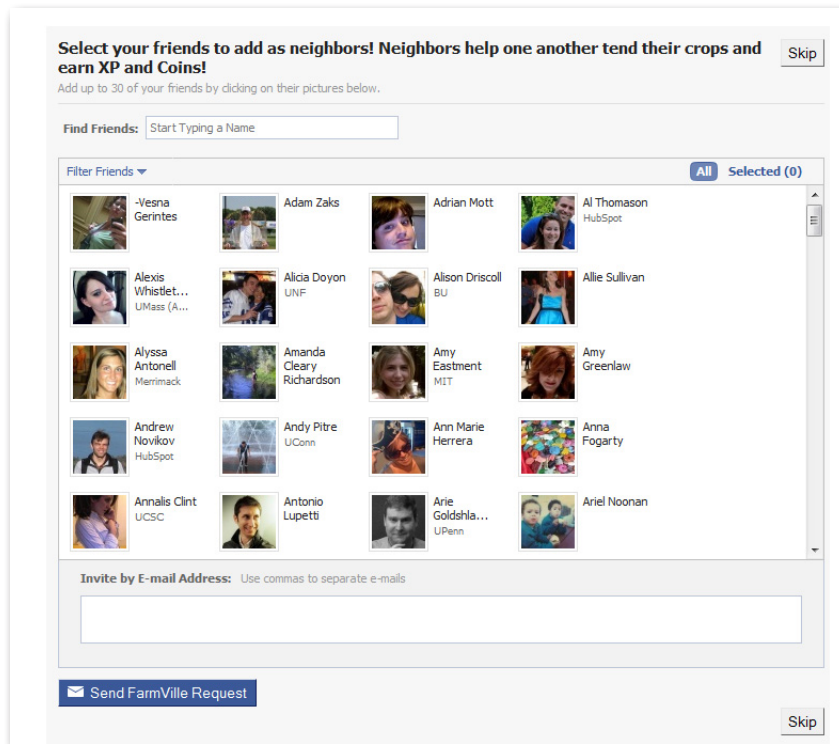 Select your friends to add as neighbors! Neighbors help one another tend their crops and
earn XP and Coins!
Skip
Add up to 30 of your friends by clicking on their pictures below.
Find Friends: Start Typing a Name
Filter Friends
All Selected (0)
-Vesna
Gerintes
Adam Zaks
Adrian Mott
Al Thomason
HubSpot
Alexis
Whistlet...
UMass (A...
Alicia Doyon
UNF
Alison Driscoll
BU
Allie Sullivan
Alyssa
Antonell
Merrimack
Amanda
Cleary
Richardson
Amy
Eastment
MIT
Amy
Greenlaw
Andrew
Novikov
HubSpot
Andy Pitre
UConn
Ann Marie
Herrera
Anna
Fogarty
Annalis Clint
UCSC
Antonio
Lupetti
Arie
Goldshla...
UPenn
Ariel Noonan
Invite by E-mail Address: Use commas to separate e-mails
Send FarmVille Request
Skip